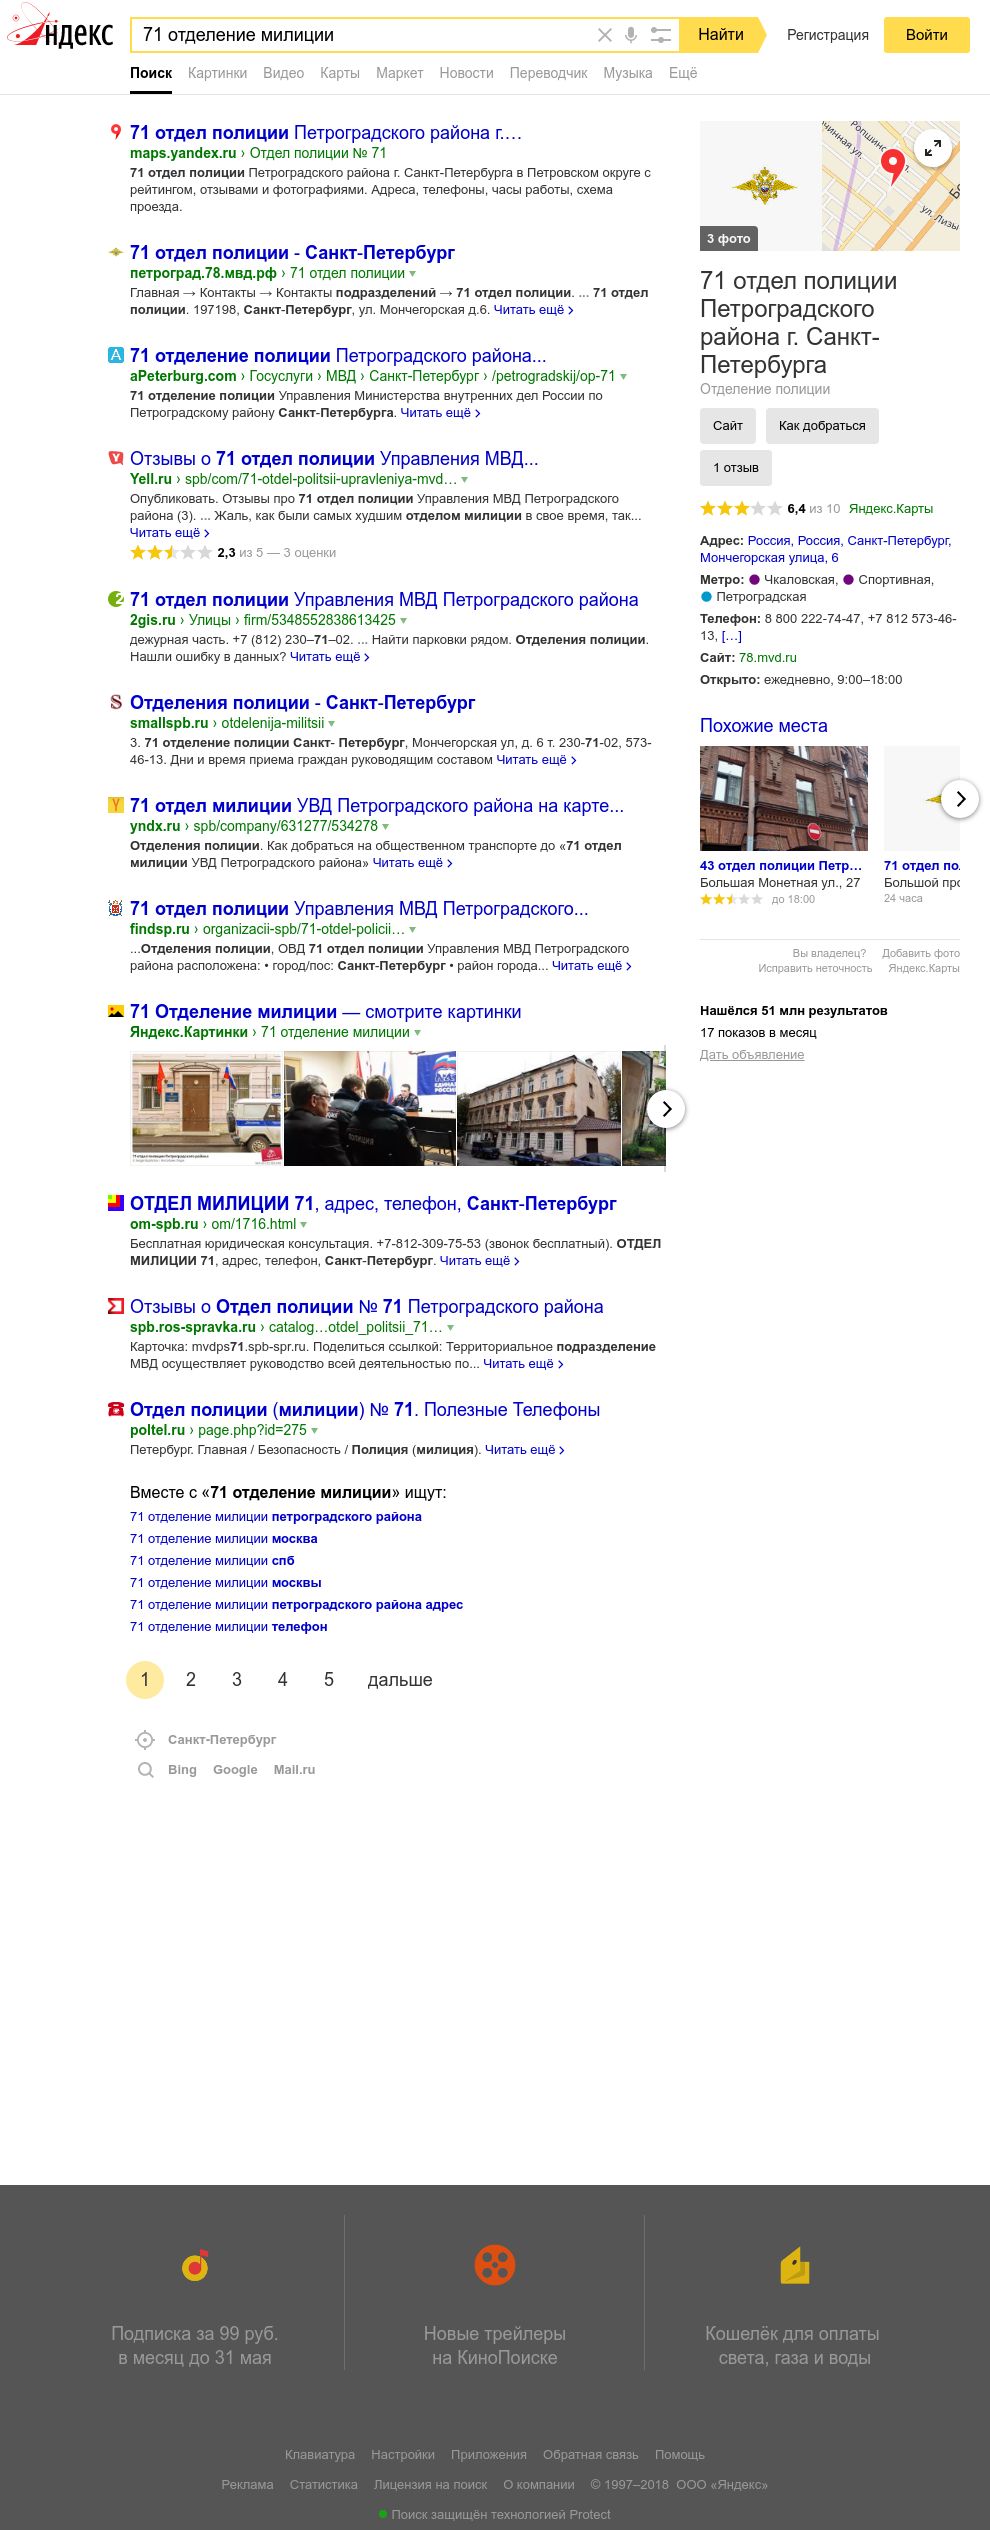 Яндекс
71 отделение милиции
Найти
Регистрация
Войти
Поиск Картинки Видео Карты Маркет Новости Переводчик Музыка Ещё
71 отдел полиции Петроградского района г.…
maps.yandex.ru › Отдел полиции № 71
71 отдел полиции Петроградского района г. Санкт-Петербурга в Петровском округе с
рейтингом, отзывами и фотографиями. Адреса, телефоны, часы работы, схема
проезда.
71 отдел полиции - Санкт-Петербург
петроград.78.мвд.рф › 71 отдел полиции
Главная → Контакты → Контакты подразделений → 71 отдел полиции. ... 71 отдел
полиции. 197198, Санкт-Петербург, ул. Мончегорская д.6. Читать ещё
71 отделение полиции Петроградского района...
aPeterburg.com › Госуслуги › МВД › Санкт-Петербург › /petrogradskij/op-71
71 отделение полиции Управления Министерства внутренних дел России по
Петроградскому району Санкт-Петербурга. Читать ещё
Отзывы о 71 отдел полиции Управления МВД...
Yell.ru › spb/com/71-otdel-politsii-upravleniya-mvd…
Опубликовать. Отзывы про 71 отдел полиции Управления МВД Петроградского
района (3). ... Жаль, как были самых худшим отделом милиции в свое время, так...
Читать ещё
2,3 из 5 — 3 оценки
71 отдел полиции Управления МВД Петроградского района
2gis.ru › Улицы › firm/5348552838613425
дежурная часть. +7 (812) 230–71–02. ... Найти парковки рядом. Отделения полиции.
Нашли ошибку в данных? Читать ещё
Отделения полиции - Санкт-Петербург
smallspb.ru › otdelenija-militsii
3. 71 отделение полиции Санкт- Петербург, Мончегорская ул, д. 6 т. 230-71-02, 573-
46-13. Дни и время приема граждан руководящим составом Читать ещё
71 отдел милиции УВД Петроградского района на карте...
yndx.ru › spb/company/631277/534278
Отделения полиции. Как добраться на общественном транспорте до «71 отдел
милиции УВД Петроградского района» Читать ещё
71 отдел полиции Управления МВД Петроградского...
findsp.ru › organizacii-spb/71-otdel-policii…
...Отделения полиции, ОВД 71 отдел полиции Управления МВД Петроградского
района расположена: • город/пос: Санкт-Петербург • район города... Читать ещё
71 Отделение милиции — смотрите картинки
Яндекс.Картинки › 71 отделение милиции
ОТДЕЛ МИЛИЦИИ 71, адрес, телефон, Санкт-Петербург
om-spb.ru › om/1716.html
Бесплатная юридическая консультация. +7-812-309-75-53 (звонок бесплатный). ОТДЕЛ
МИЛИЦИИ 71, адрес, телефон, Санкт-Петербург. Читать ещё
Отзывы о Отдел полиции № 71 Петроградского района
spb.ros-spravka.ru › catalog…otdel_politsii_71…
Карточка: mvdps71.spb-spr.ru. Поделиться ссылкой: Территориальное подразделение
МВД осуществляет руководство всей деятельностью по... Читать ещё
Отдел полиции (милиции) № 71. Полезные Телефоны
poltel.ru › page.php?id=275
Петербург. Главная / Безопасность / Полиция (милиция). Читать ещё
Вместе с «71 отделение милиции» ищут:
71 отделение милиции петроградского района
71 отделение милиции москва
71 отделение милиции спб
71 отделение милиции москвы
71 отделение милиции петроградского района адрес
71 отделение милиции телефон
1 2 3 4 5 дальше
Санкт-Петербург
Bing Google Mail.ru
3 фото
71 отдел полиции
Петроградского
района г. Санкт-
Петербурга
Отделение полиции
Сайт
Как добраться
1 отзыв
6,4 из 10 Яндекс.Карты
Адрес: Россия, Россия, Санкт-Петербург,
Мончегорская улица, 6
Метро: Чкаловская, Спортивная,
Петроградская
Телефон: 8 800 222-74-47, +7 812 573-46-
13, […]
Сайт: 78.mvd.ru
Открыто: ежедневно, 9:00–18:00
Похожие места
43 отдел полиции Петр…
Большая Монетная ул., 27
до 18:00
71 отдел по
Большой про
24 часа
Вы владелец? Добавить фото
Исправить неточность Яндекс.Карты
Нашёлся 51 млн результатов
17 показов в месяц
Дать объявление
Подписка за 99 руб.
в месяц до 31 мая
Новые трейлеры
на КиноПоиске
Кошелёк для оплаты
света, газа и воды
Клавиатура Настройки Приложения Обратная связь Помощь
Реклама Статистика Лицензия на поиск О компании © 1997–2018 ООО «Яндекс»
Поиск защищён технологией Protect